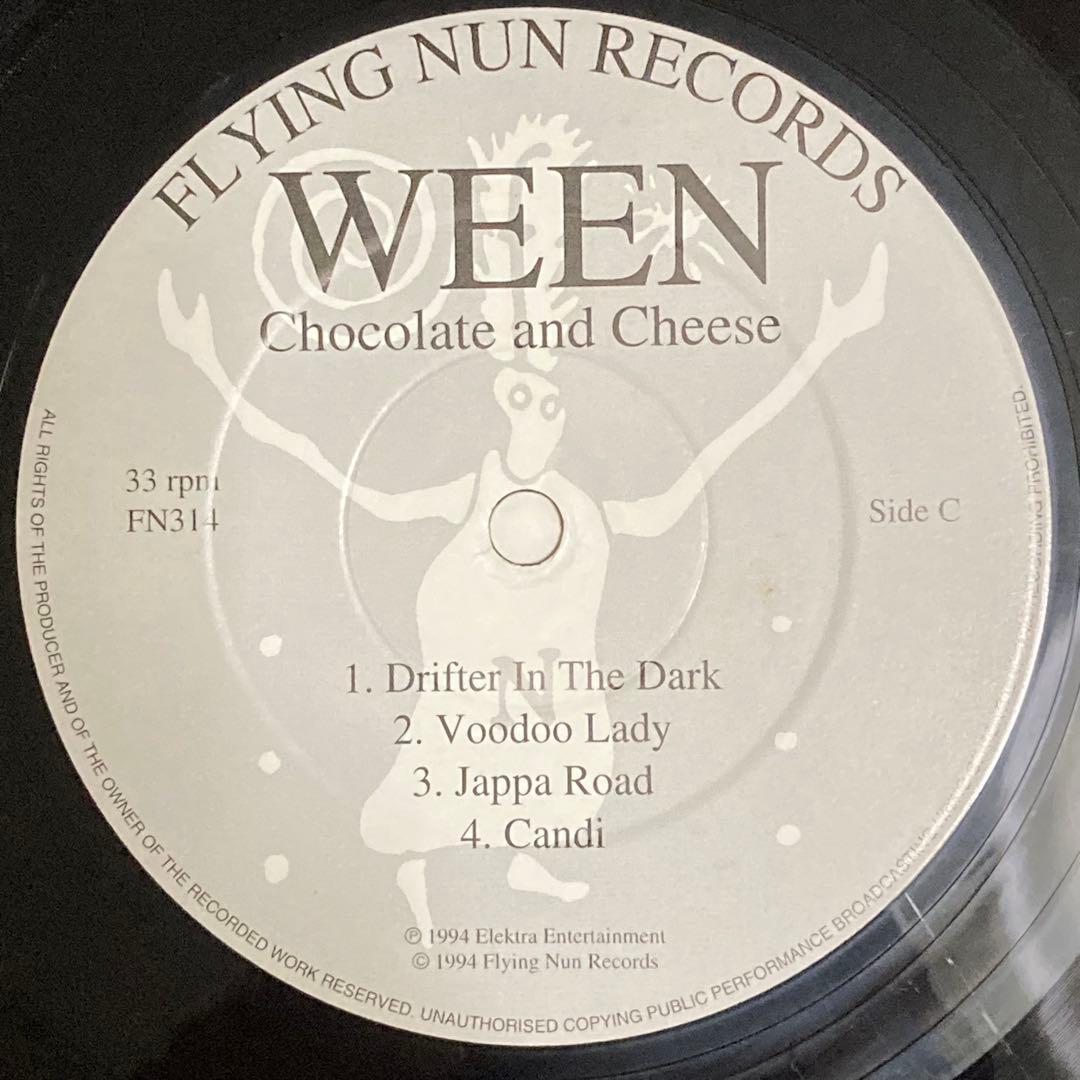 FLYING NUN RECORDS
WEEN
Chocolate and Cheese
33 rpm
FN314
Side C
1. Drifter In The Dark
2. Voodoo Lady
3. Jappa Road
4. Candi
N
℗ 1994 Elektra Entertainment
© 1994 Flying Nun Records
ALL RIGHTS OF THE PRODUCER AND OF THE OWNER OF THE RECORDED WORK RESERVED. UNAUTHORISED COPYING PUBLIC PERFORMANCE BROADCASTING PROHIBITED.